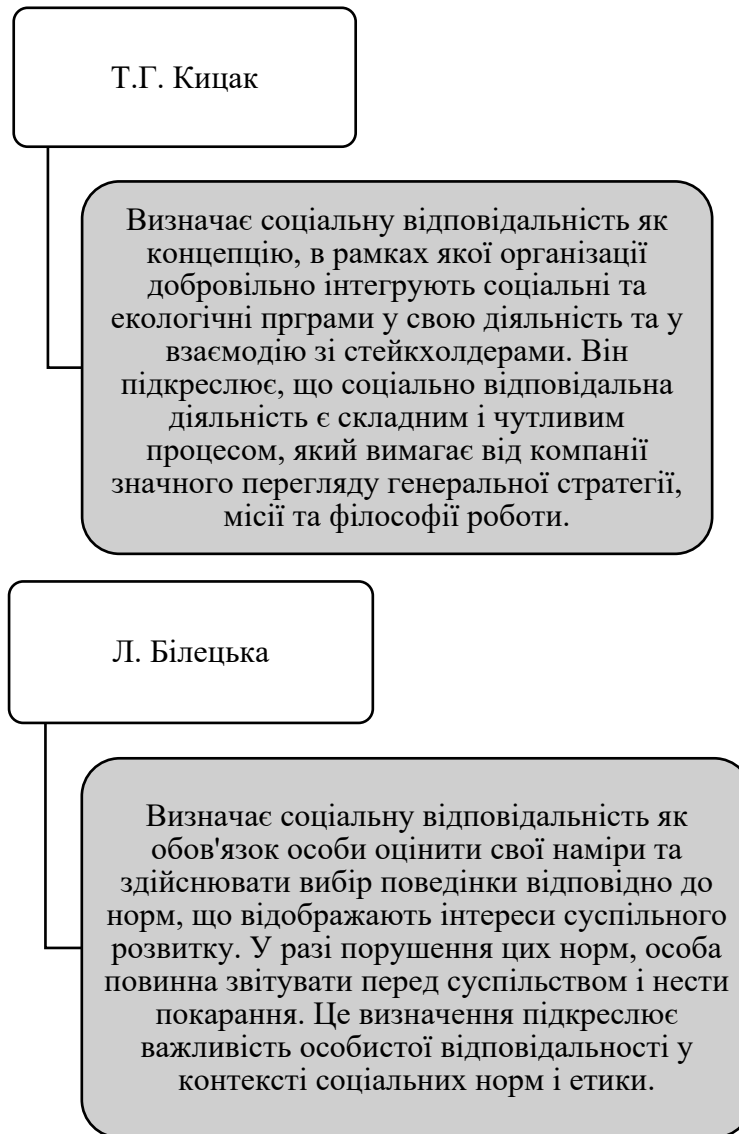 Т.Г. Кицак
Визначає соціальну відповідальність як
концепцію, в рамках якої організації
добровільно інтегрують соціальні та
екологічні прграми у свою діяльність та у
взаємодію зі стейкхолдерами. Він
підкреслює, що соціально відповідальна
діяльність є складним і чутливим
процесом, який вимагає від компанії
значного перегляду генеральної стратегії,
місії та філософії роботи.
Л. Білецька
Визначає соціальну відповідальність як
обов'язок особи оцінити свої наміри та
здійснювати вибір поведінки відповідно до
норм, що відображають інтереси суспільного
розвитку. У разі порушення цих норм, особа
повинна звітувати перед суспільством і нести
покарання. Це визначення підкреслює
важливість особистої відповідальності у
контексті соціальних норм і етики.